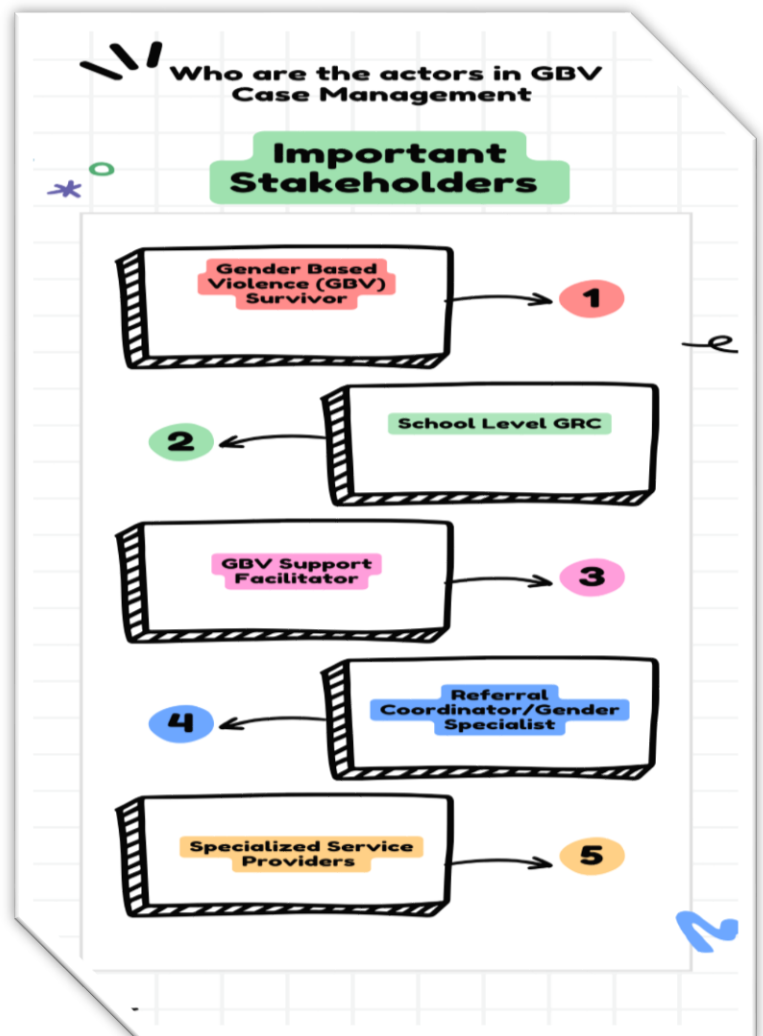 Who are the actors in GBV
Case Management
Important
Stakeholders
Gender Based
Violence (GBV)
Survivor
1
School Level GRC
2
GBV Support
Facilitator
3
Referral
Coordinator/Gender
Specialist
4
Specialized Service
Providers
5